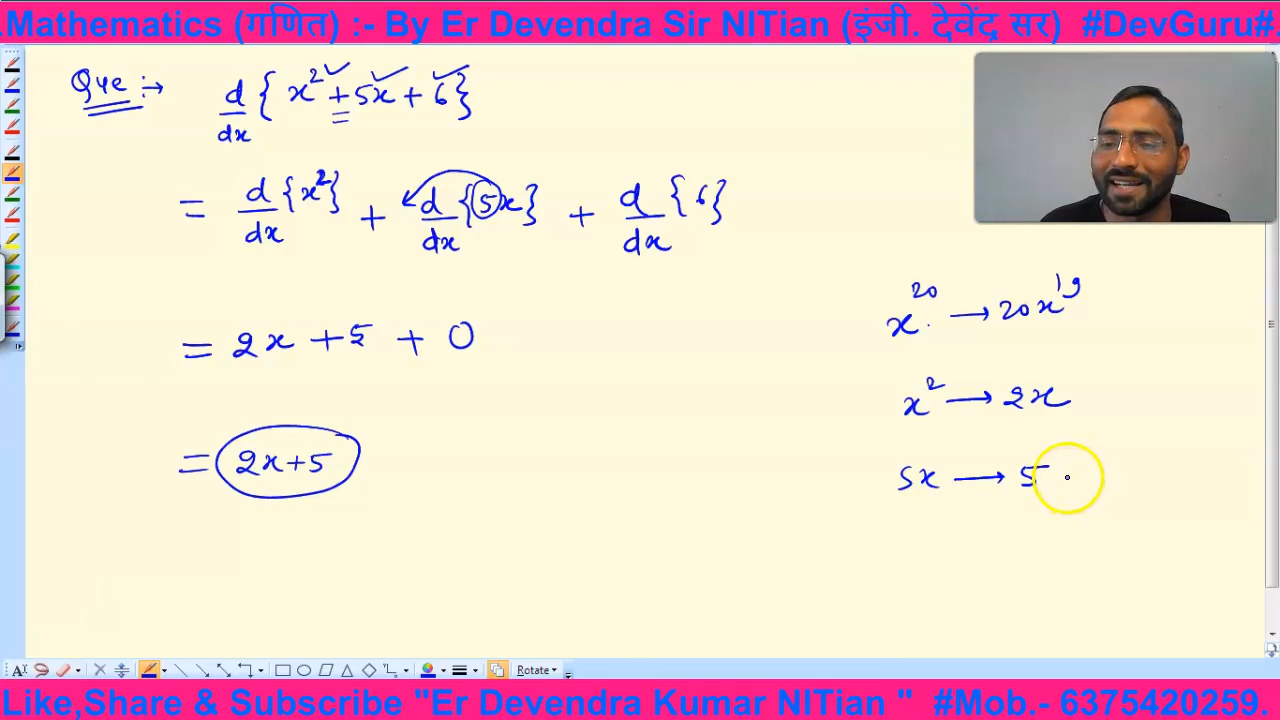 .Mathematics (गणित) :- By Er Devendra Sir NITian (इंजी. देवेंद्र सर) #DevGuru#.
Que :→ d/dx { x² + 5x + 6}
= d/dx {x²} + d/dx {5x} + d/dx {6}
= 2x + 5 + 0
= 2x+5
x²⁰ → 20x¹⁹
x² → 2x
5x → 5
Rotate
Like,Share & Subscribe "Er Devendra Kumar NITian " #Mob.- 6375420259.